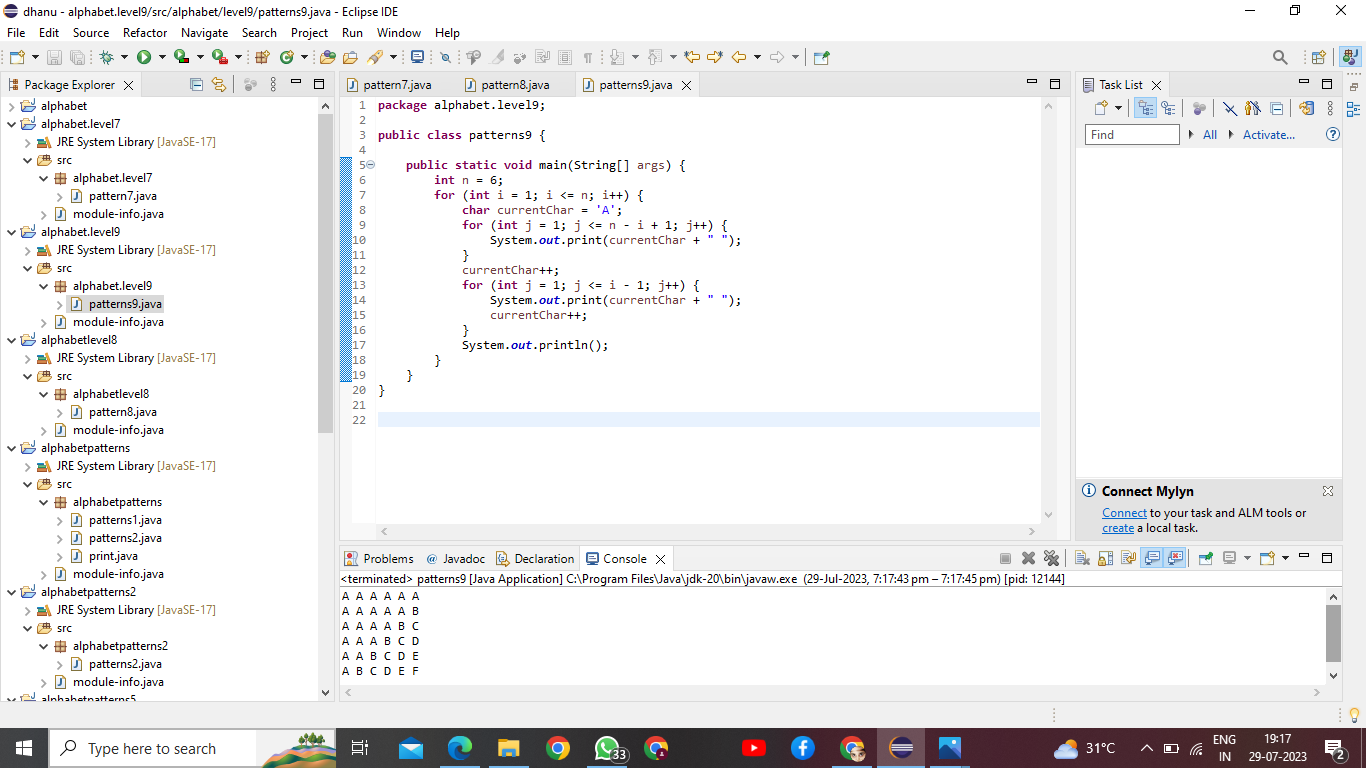 dhanu - alphabet.level9/src/alphabet/level9/patterns9.java - Eclipse IDE
File Edit Source Refactor Navigate Search Project Run Window Help
Package Explorer
alphabet
alphabet.level7
JRE System Library [JavaSE-17]
src
alphabet.level7
pattern7.java
module-info.java
alphabet.level9
JRE System Library [JavaSE-17]
src
alphabet.level9
patterns9.java
module-info.java
alphabetlevel8
JRE System Library [JavaSE-17]
src
alphabetlevel8
pattern8.java
module-info.java
alphabetpatterns
JRE System Library [JavaSE-17]
src
alphabetpatterns
patterns1.java
patterns2.java
print.java
module-info.java
alphabetpatterns2
JRE System Library [JavaSE-17]
src
alphabetpatterns2
patterns2.java
module-info.java
alphabetpatterns5
pattern7.java pattern8.java patterns9.java
1 package alphabet.level9;
2
3 public class patterns9 {
4
5 public static void main(String[] args) {
6 int n = 6;
7 for (int i = 1; i <= n; i++) {
8 char currentChar = 'A';
9 for (int j = 1; j <= n - i + 1; j++) {
10 System.out.print(currentChar + " ");
11 }
12 currentChar++;
13 for (int j = 1; j <= i - 1; j++) {
14 System.out.print(currentChar + " ");
15 currentChar++;
16 }
17 System.out.println();
18 }
19 }
20 }
21
22
Task List
Find All Activate...
Connect Mylyn
Connect to your task and ALM tools or
create a local task.
Problems @ Javadoc Declaration Console
<terminated> patterns9 [Java Application] C:\Program Files\Java\jdk-20\bin\javaw.exe (29-Jul-2023, 7:17:43 pm – 7:17:45 pm) [pid: 12144]
A A A A A A
A A A A A B
A A A A B C
A A A B C D
A A B C D E
A B C D E F
Type here to search
33
31°C
ENG
IN
19:17
29-07-2023
2